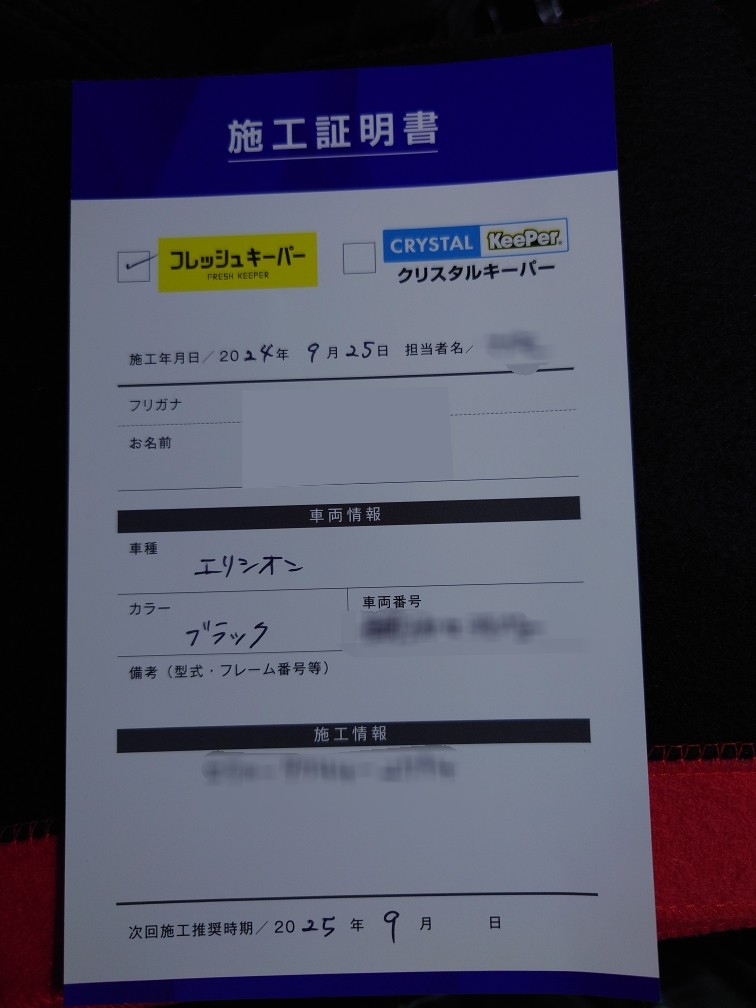 施工証明書
フレッシュキーパー
FRESH KEEPER
CRYSTAL KeePer
クリスタルキーパー
施工年月日/2024年 9月25日 担当者名/
フリガナ
お名前
車両情報
車種
エリシオン
カラー
ブラック
車両番号
備考(型式・フレーム番号等)
施工情報
次回施工推奨時期/2025年 9月 日